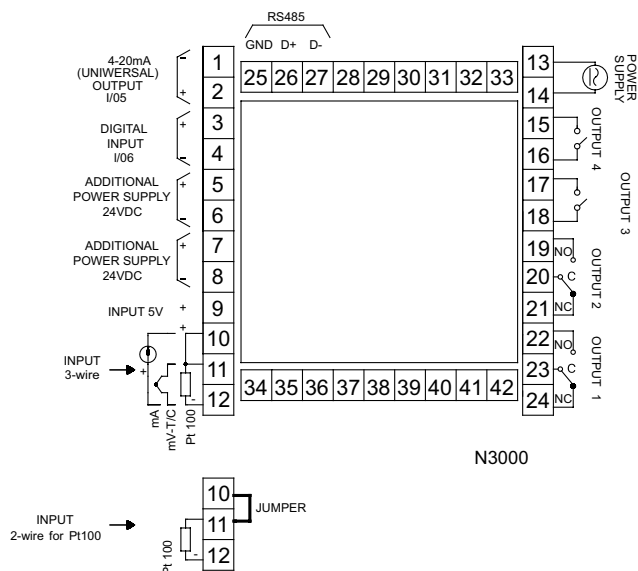 RS485
GND D+ D-
4-20mA
(UNIWERSAL)
OUTPUT
I/05
-
+
DIGITAL
INPUT
I/06
+
-
ADDITIONAL
POWER SUPPLY
24VDC
+
-
ADDITIONAL
POWER SUPPLY
24VDC
+
-
INPUT 5V
+
+
INPUT
3-wire
+
mA
mV-T/C
Pt 100
-
1
2
3
4
5
6
7
8
9
10
11
12
25 26 27 28 29 30 31 32 33
34 35 36 37 38 39 40 41 42
13
14
15
16
17
18
19
20
21
22
23
24
POWER
SUPPLY
OUTPUT 4
OUTPUT 3
NO
C
NC
OUTPUT 2
NO
C
NC
OUTPUT 1
N3000
INPUT
2-wire for Pt100
Pt 100
-
10
11
12
JUMPER